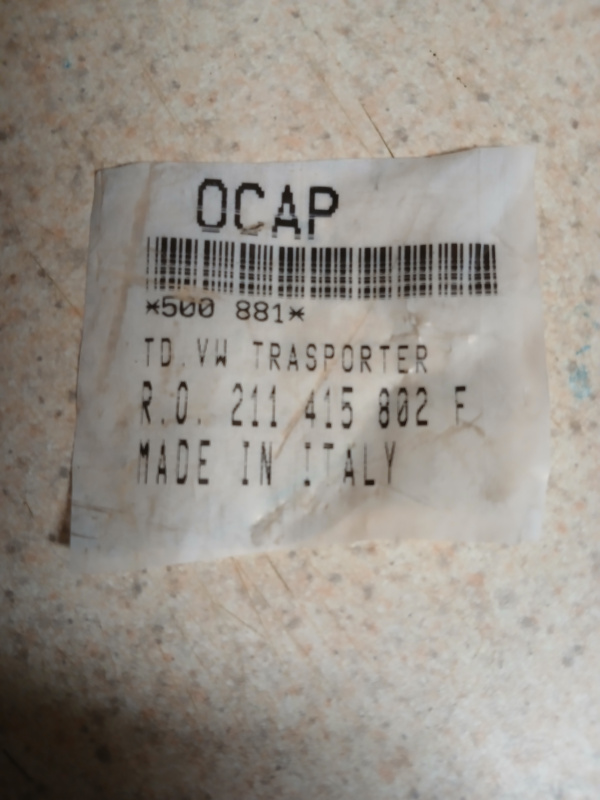 OCAP
*500 881*
TD.VW TRASPORTER
R.O. 211 415 802 F
MADE IN ITALY